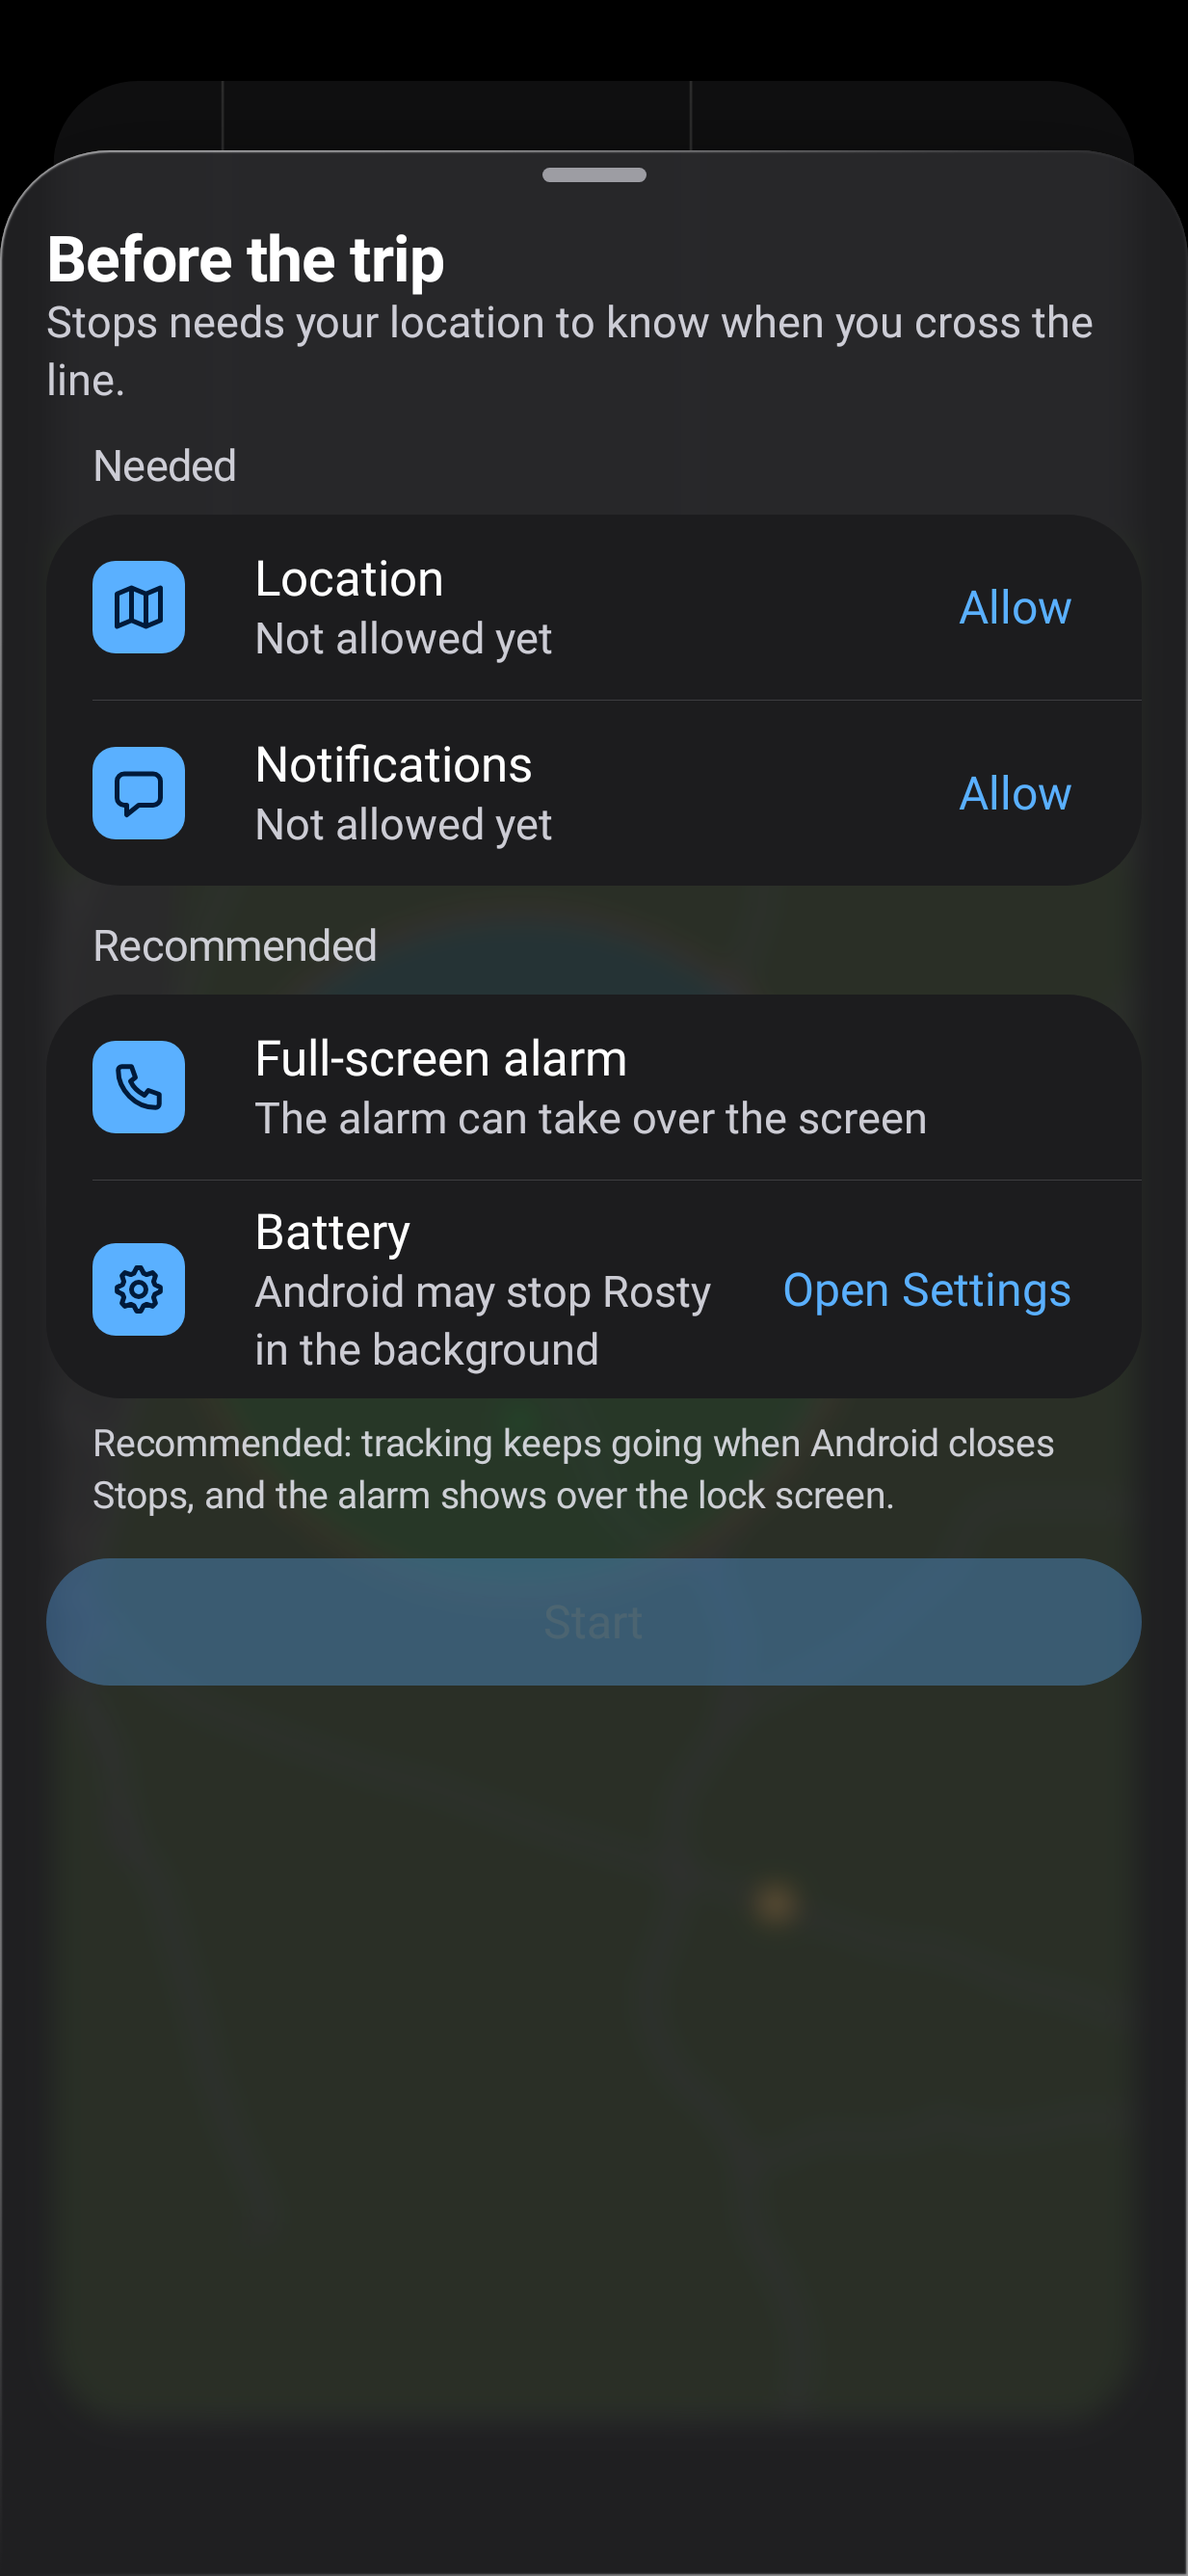 Before the trip
Stops needs your location to know when you cross the
line.
Needed
Location
Not allowed yet
Allow
Notifications
Not allowed yet
Allow
Recommended
Full-screen alarm
The alarm can take over the screen
Battery
Android may stop Rosty
in the background
Open Settings
Recommended: tracking keeps going when Android closes
Stops, and the alarm shows over the lock screen.
Start